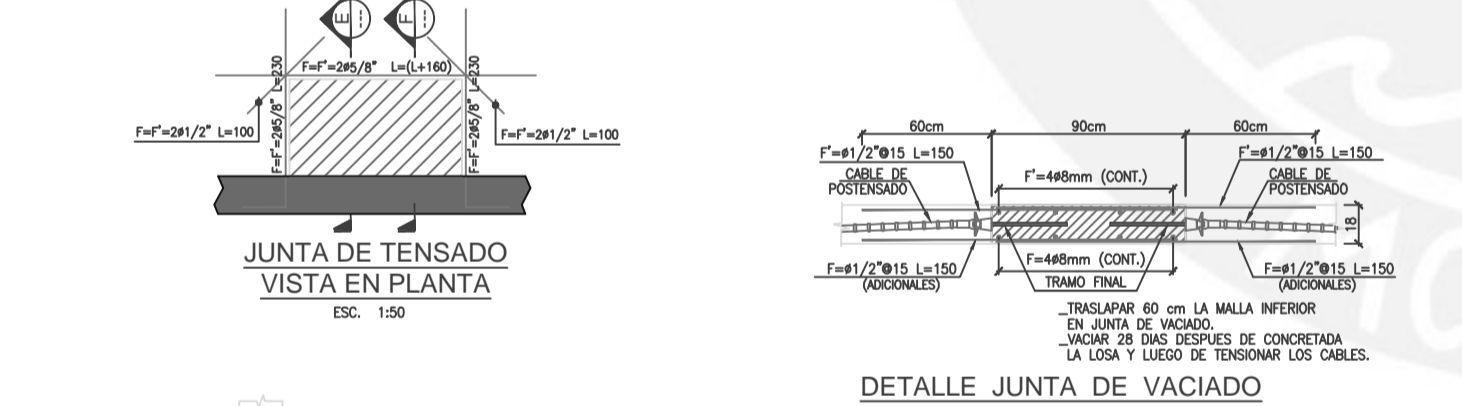 E
F
F=F'=2ø5/8" L=(L+160)
F=F'=2ø5/8" L=230
F=F'=2ø5/8" L=230
F=F'=2ø1/2" L=100
F=F'=2ø1/2" L=100
JUNTA DE TENSADO
VISTA EN PLANTA
ESC. 1:50
60cm 90cm 60cm
F'=ø1/2"@15 L=150
F'=ø1/2"@15 L=150
CABLE DE
POSTENSADO
F'=4ø8mm (CONT.)
CABLE DE
POSTENSADO
18
F=ø1/2"@15 L=150
(ADICIONALES)
F=4ø8mm (CONT.)
TRAMO FINAL
F=ø1/2"@15 L=150
(ADICIONALES)
_TRASLAPAR 60 cm LA MALLA INFERIOR
EN JUNTA DE VACIADO.
_VACIAR 28 DIAS DESPUES DE CONCRETADA
LA LOSA Y LUEGO DE TENSIONAR LOS CABLES.
DETALLE JUNTA DE VACIADO